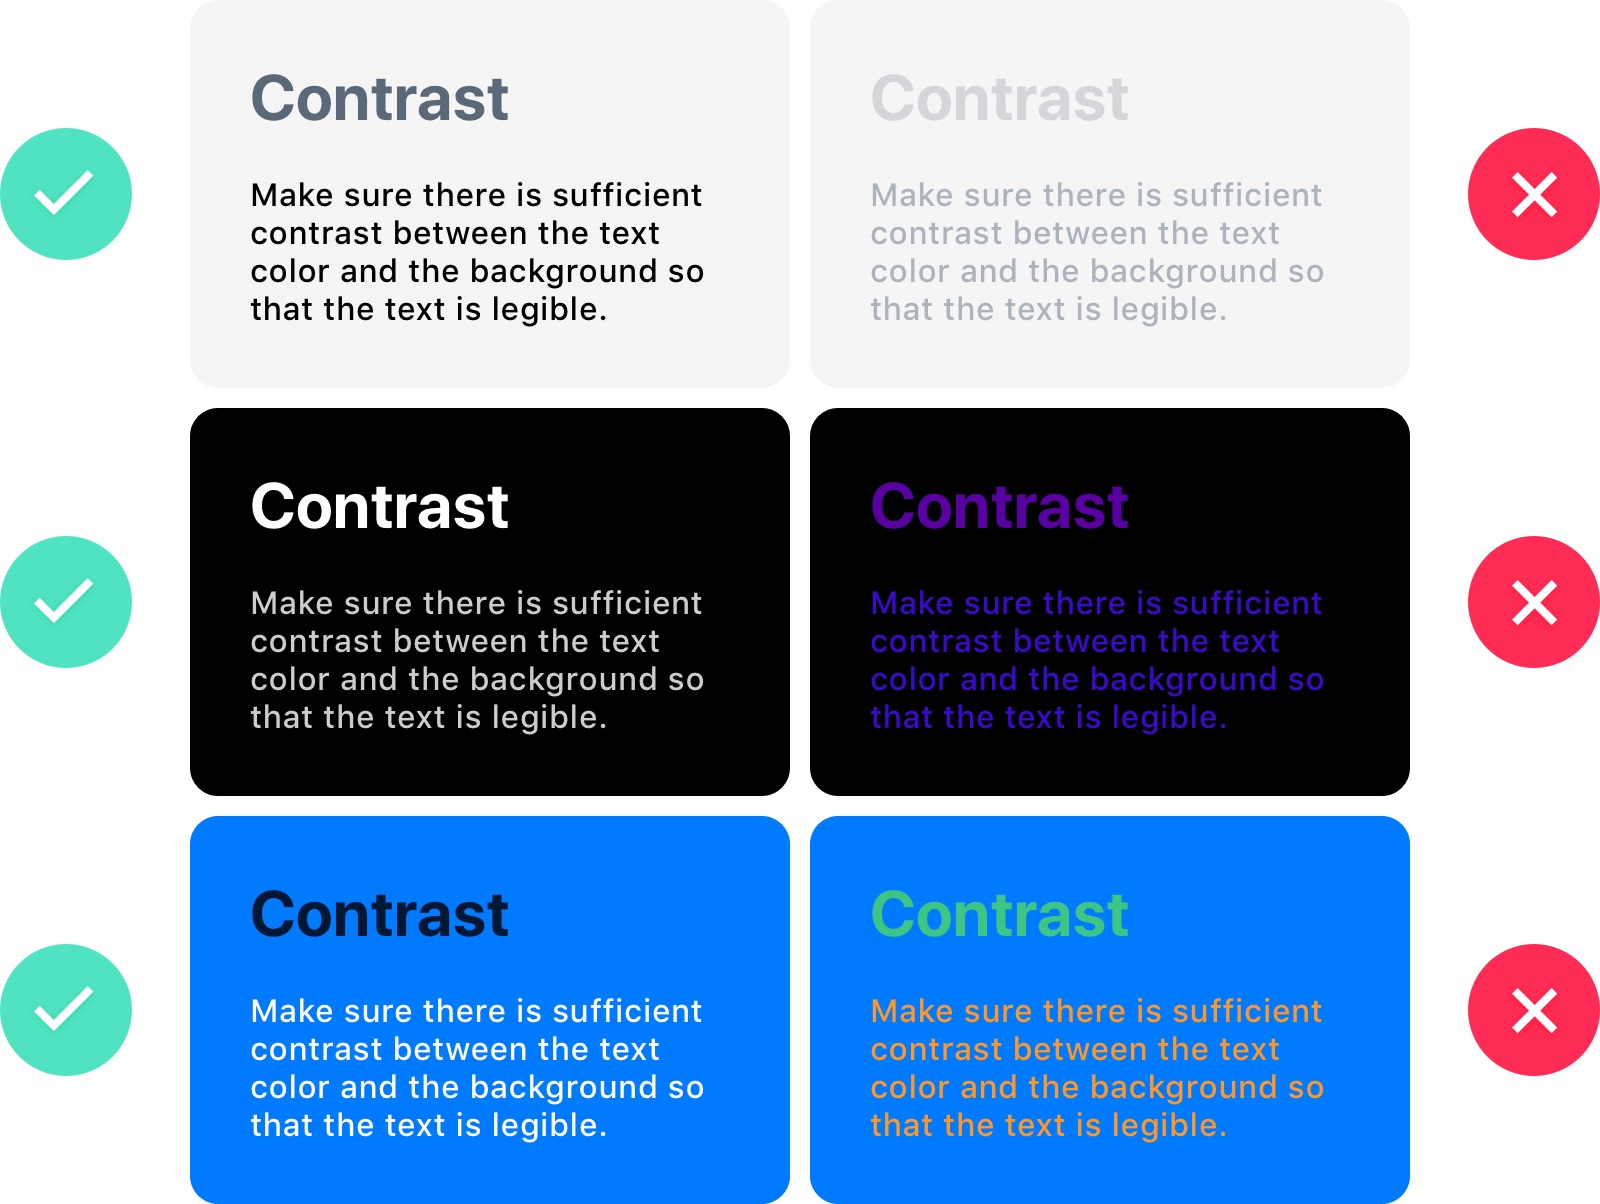 Contrast
Make sure there is sufficient
contrast between the text
color and the background so
that the text is legible.
Contrast
Make sure there is sufficient
contrast between the text
color and the background so
that the text is legible.
Contrast
Make sure there is sufficient
contrast between the text
color and the background so
that the text is legible.
Contrast
Make sure there is sufficient
contrast between the text
color and the background so
that the text is legible.
Contrast
Make sure there is sufficient
contrast between the text
color and the background so
that the text is legible.
Contrast
Make sure there is sufficient
contrast between the text
color and the background so
that the text is legible.